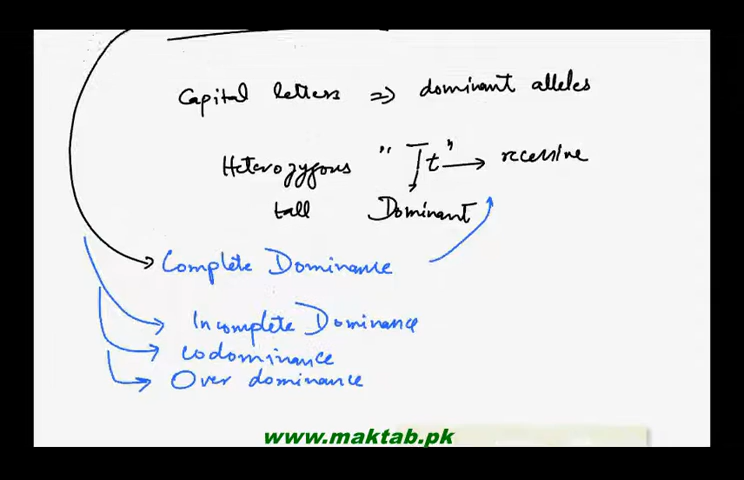 Capital letters => dominant alleles
Heterozygous "Tt" → recessive
tall Dominant
Complete Dominance
Incomplete Dominance
codominance
Over dominance
www.maktab.pk